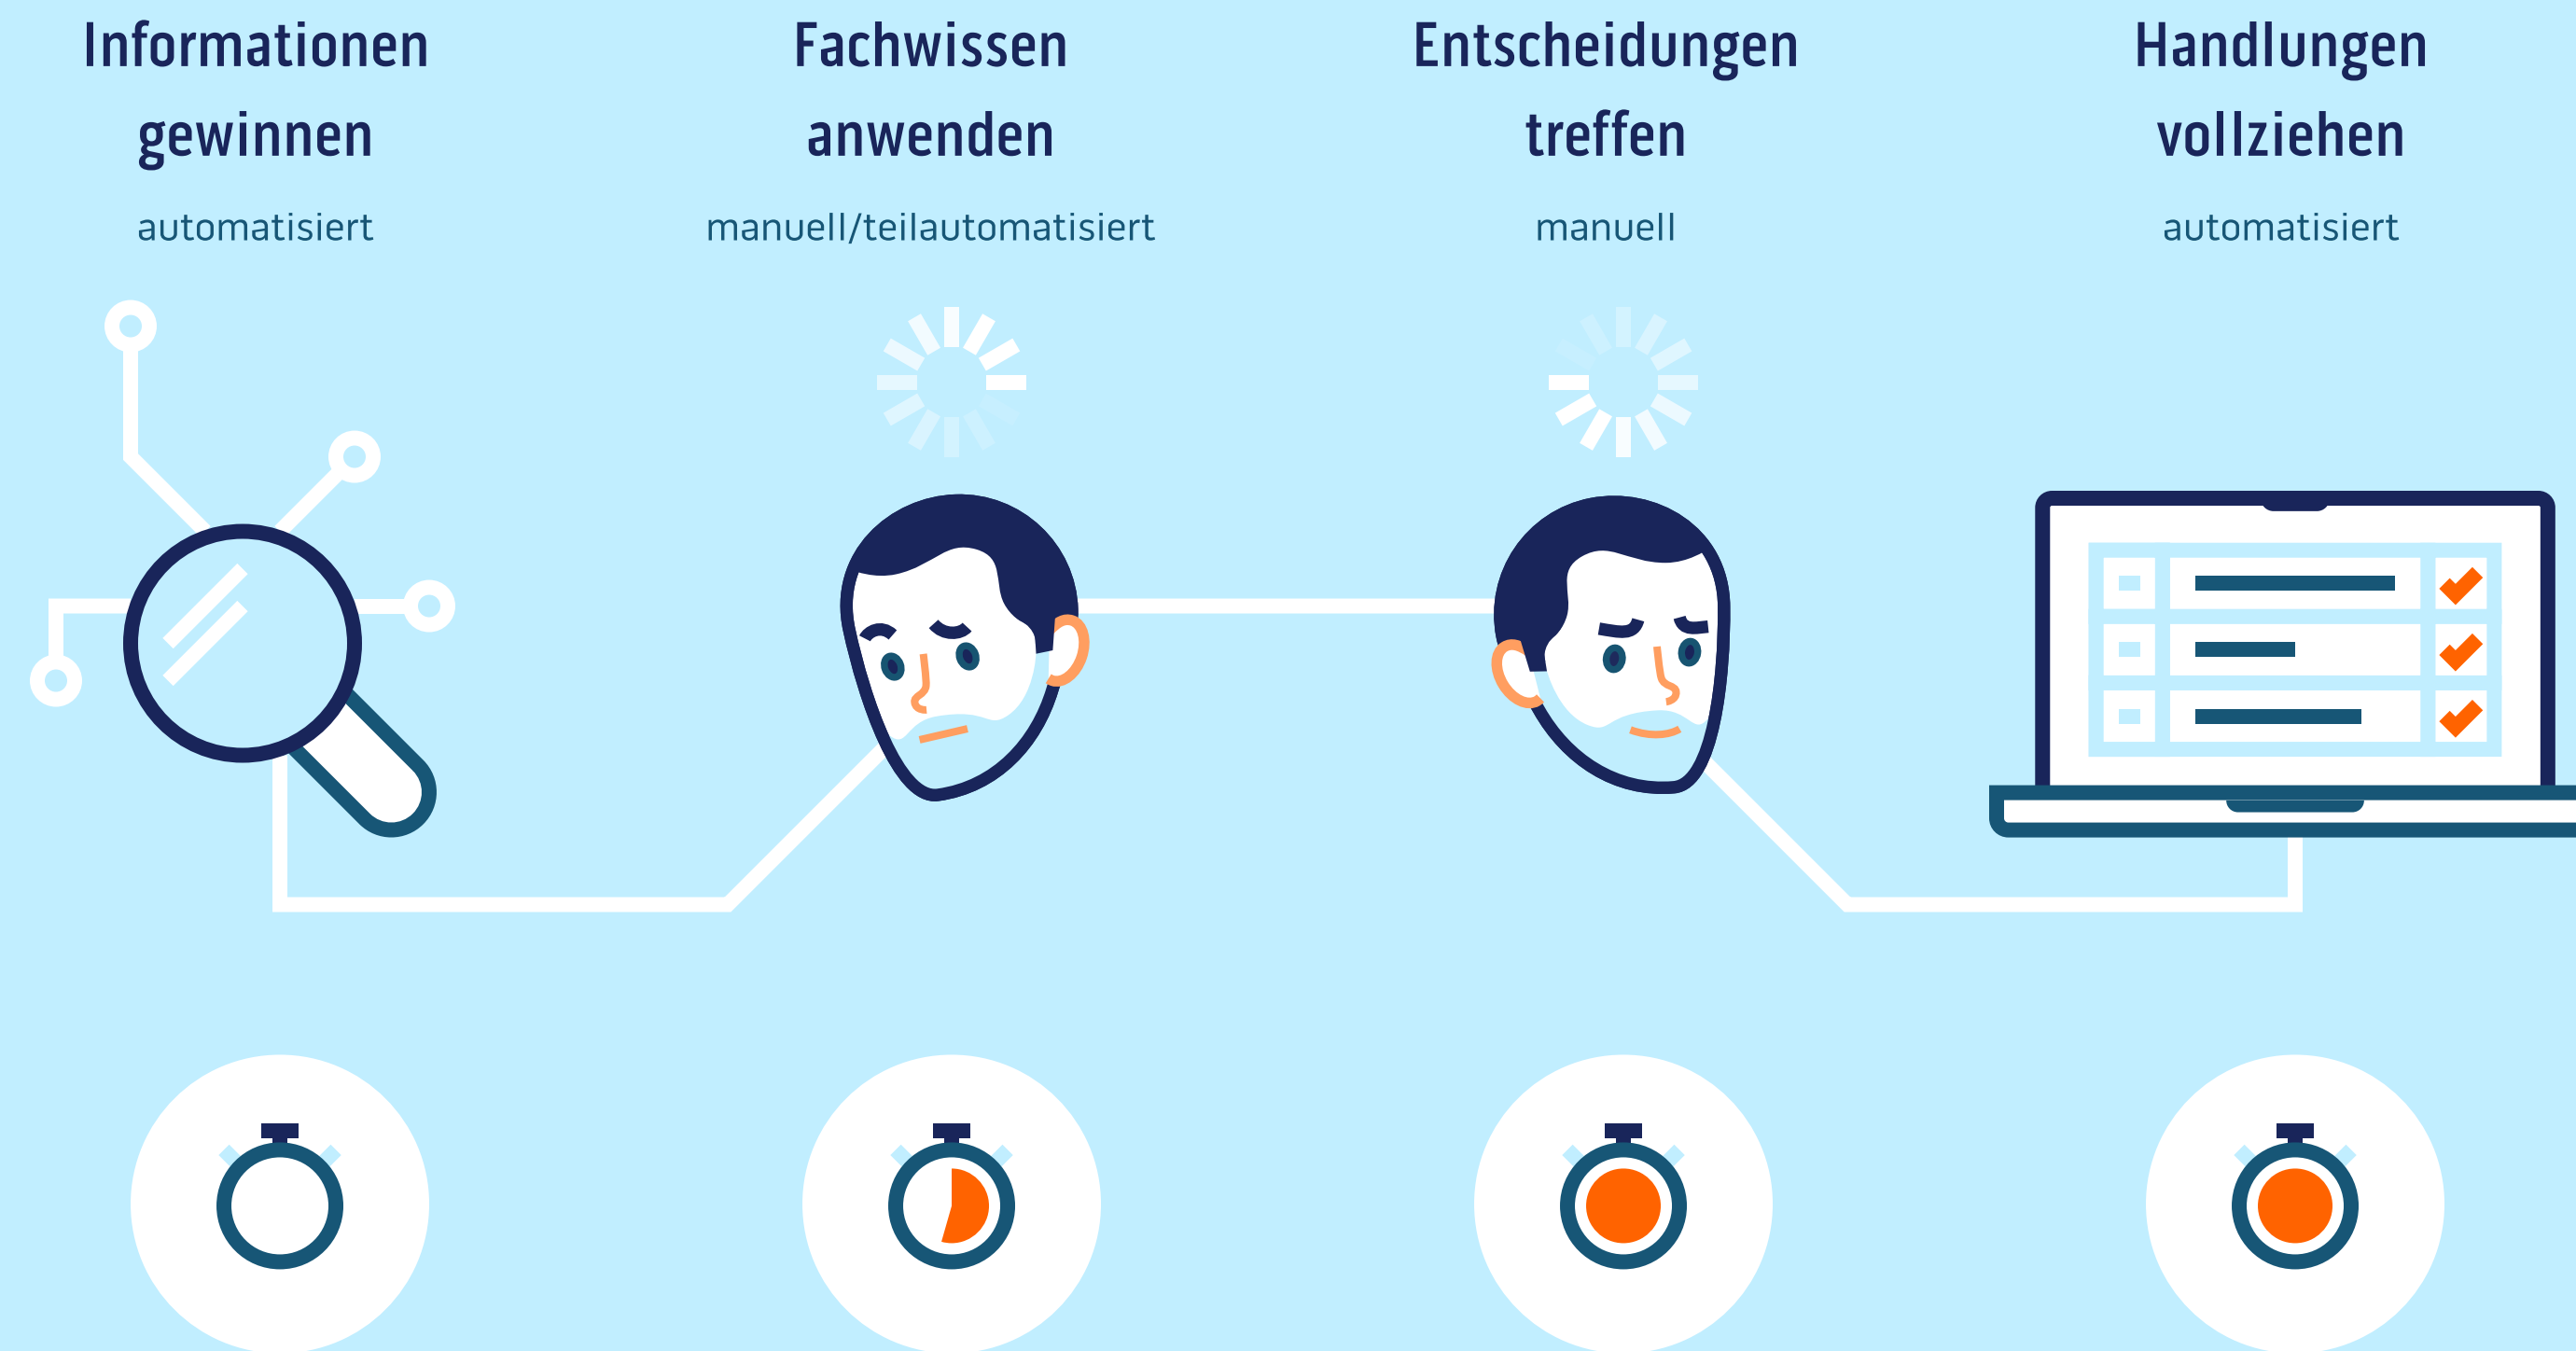 Informationen
gewinnen
automatisiert
Fachwissen
anwenden
manuell/teilautomatisiert
Entscheidungen
treffen
manuell
Handlungen
vollziehen
automatisiert